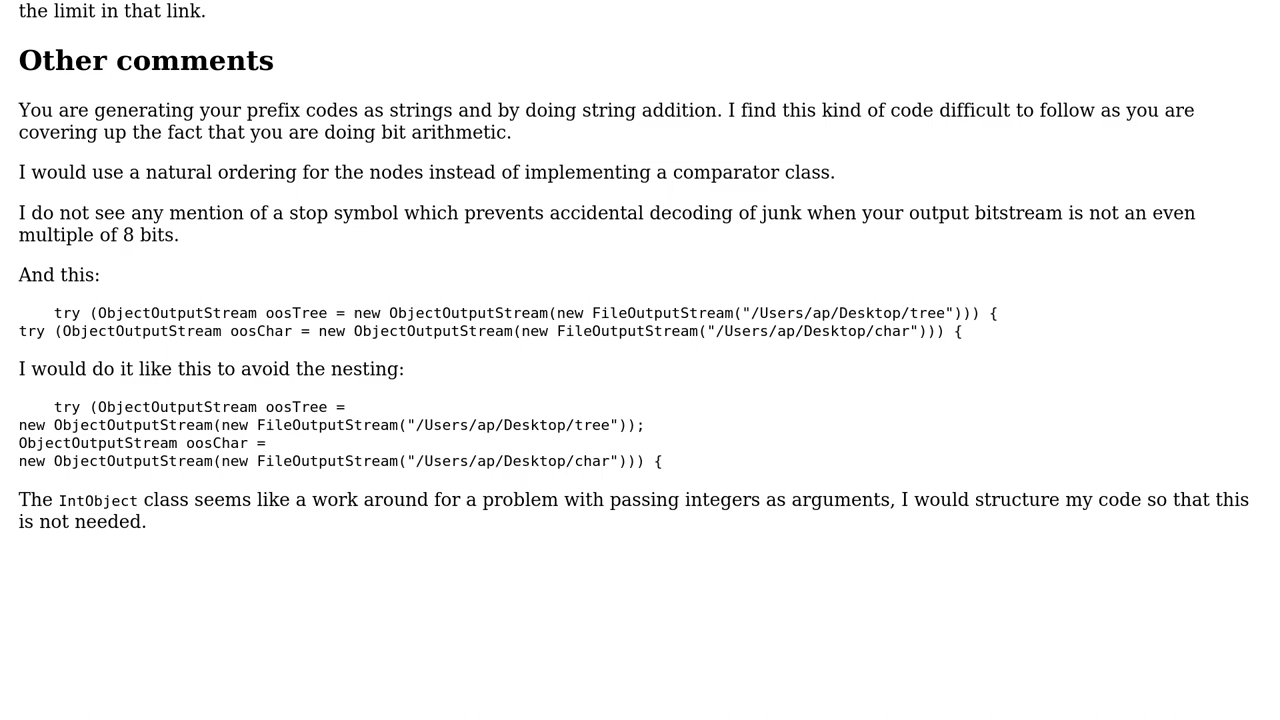 the limit in that link.
Other comments
You are generating your prefix codes as strings and by doing string addition. I find this kind of code difficult to follow as you are
covering up the fact that you are doing bit arithmetic.
I would use a natural ordering for the nodes instead of implementing a comparator class.
I do not see any mention of a stop symbol which prevents accidental decoding of junk when your output bitstream is not an even
multiple of 8 bits.
And this:
    try (ObjectOutputStream oosTree = new ObjectOutputStream(new FileOutputStream("/Users/ap/Desktop/tree"))) {
try (ObjectOutputStream oosChar = new ObjectOutputStream(new FileOutputStream("/Users/ap/Desktop/char"))) {
I would do it like this to avoid the nesting:
    try (ObjectOutputStream oosTree =
new ObjectOutputStream(new FileOutputStream("/Users/ap/Desktop/tree"));
ObjectOutputStream oosChar =
new ObjectOutputStream(new FileOutputStream("/Users/ap/Desktop/char"))) {
The IntObject class seems like a work around for a problem with passing integers as arguments, I would structure my code so that this
is not needed.